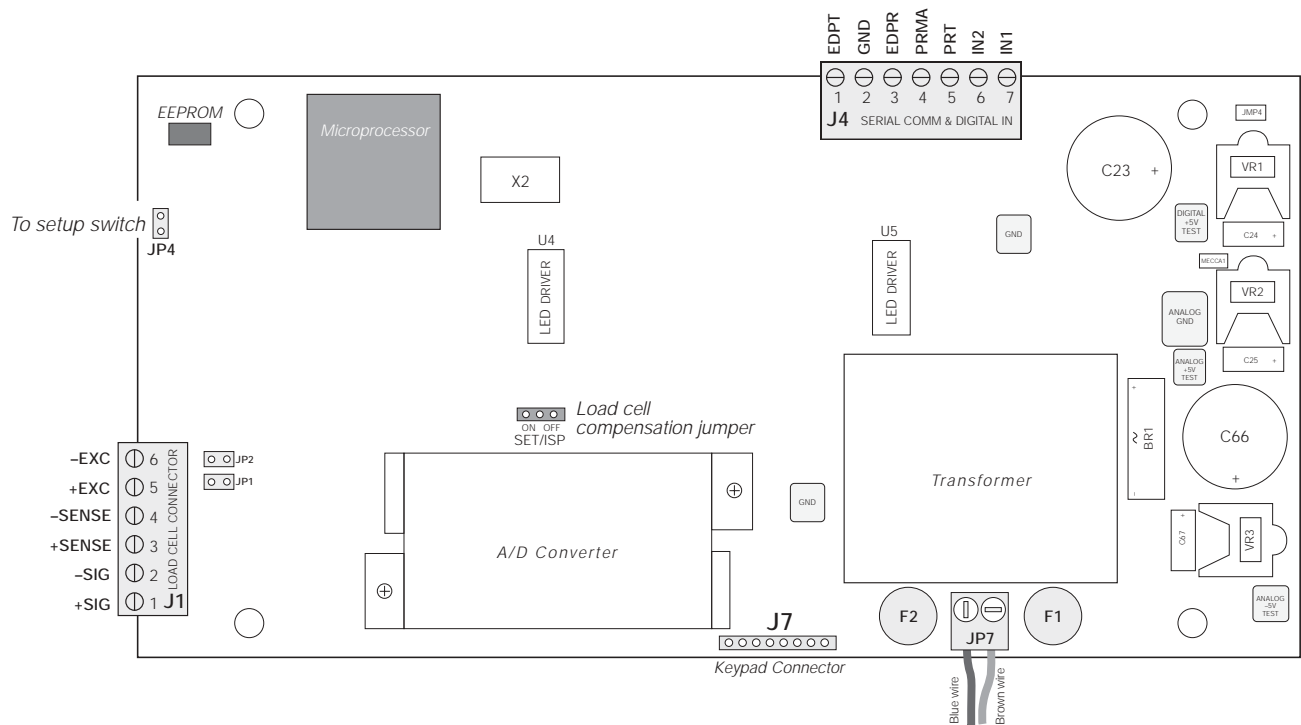 EDPT
GND
EDPR
PRMA
PRT
IN2
IN1
1 2 3 4 5 6 7
J4 SERIAL COMM & DIGITAL IN
EEPROM
Microprocessor
X2
C23 +
JMP4
VR1
DIGITAL
+5V
TEST
C24 +
MECCA1
VR2
ANALOG
GND
ANALOG
+5V
TEST
C25 +
To setup switch
JP4
U4
LED DRIVER
U5
LED DRIVER
GND
ON OFF
SET/ISP
Load cell
compensation jumper
–EXC 6
+EXC 5
–SENSE 4
+SENSE 3
–SIG 2
+SIG 1 J1
LOAD CELL CONNECTOR
JP2
JP1
A/D Converter
GND
Transformer
+
~
BR1
–
C66
+
+
C67
VR3
ANALOG
–5V
TEST
F2
JP7
F1
J7
Keypad Connector
Blue wire
Brown wire